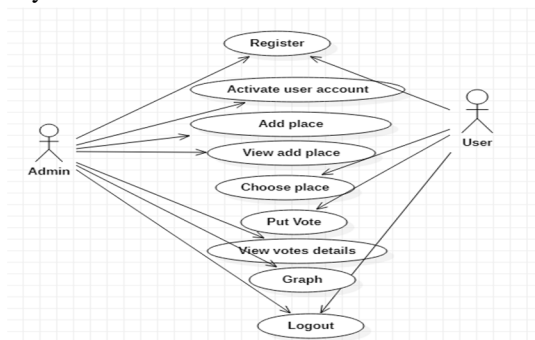 Register
Activate user account
Add place
View add place
Admin
User
Choose place
Put Vote
View votes details
Graph
Logout